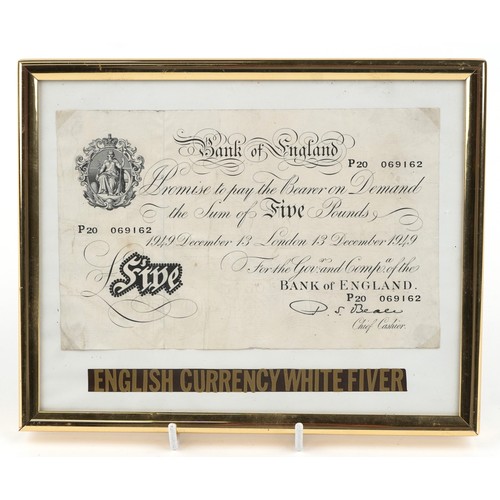 Bank of England
P20 069162
I Promise to pay the Bearer on Demand
the Sum of Five Pounds
P20 069162
1949 December 13 London 13 December 1949
For the Govr. and Compa. of the
£ Five
BANK OF ENGLAND.
P20 069162
P. S. Beale
Chief Cashier.
ENGLISH CURRENCY WHITE FIVER